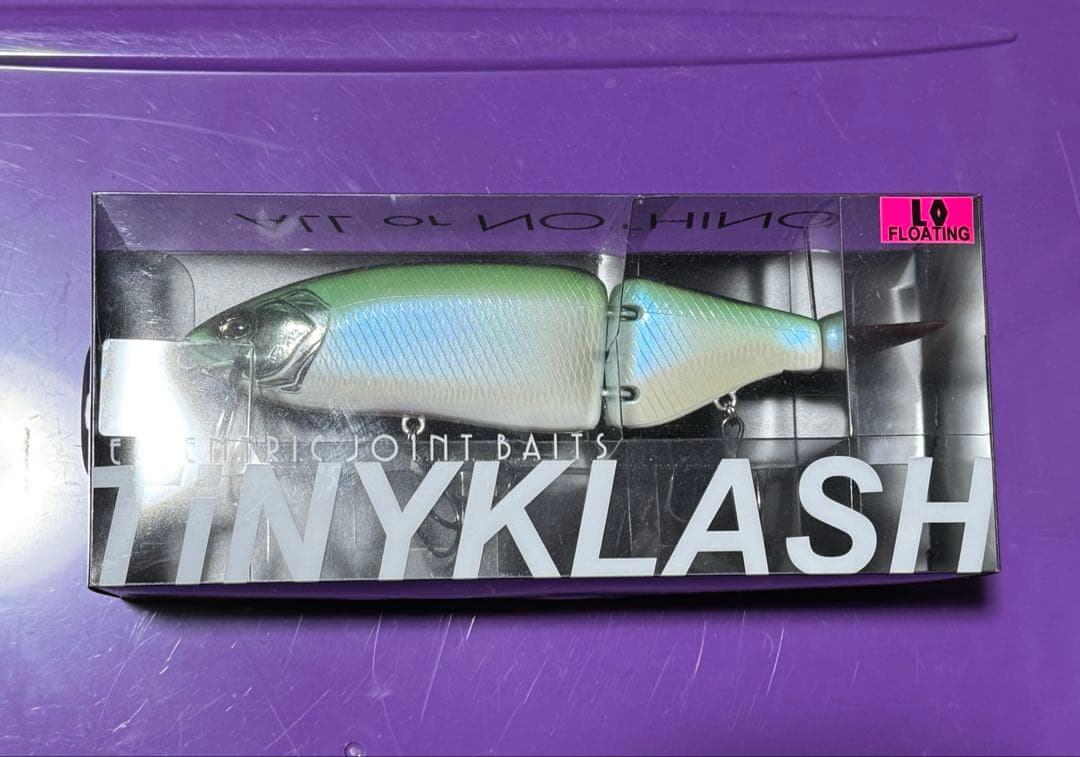 ALL or NOTHING
LO
FLOATING
ECCENTRIC JOINT BAITS
TiNYKLASH